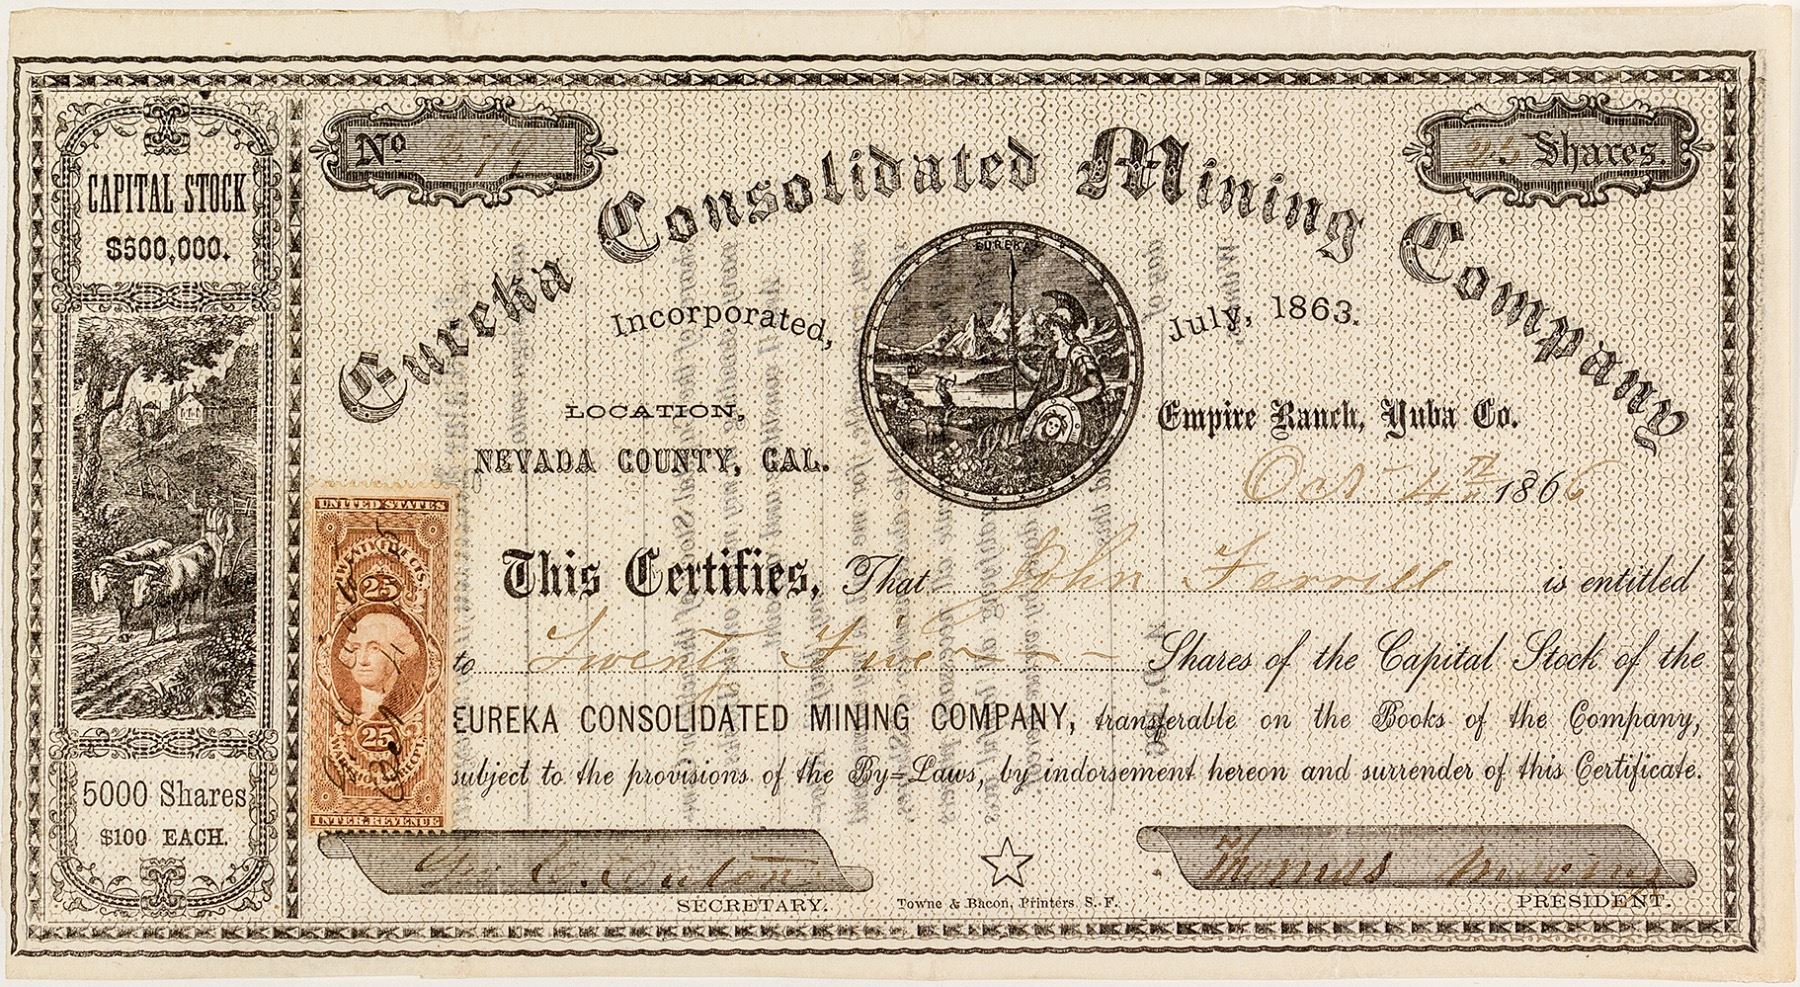 CAPITAL STOCK
$500,000.
5000 Shares
$100 EACH.
No 279
25 Shares.
Eureka Consolidated Mining Company
EUREKA
Incorporated, July, 1863.
LOCATION,
NEVADA COUNTY, CAL.
Empire Ranch, Yuba Co.
Oct 4th 1866
This Certifies, That John Ferrill is entitled
to Twenty Five Shares of the Capital Stock of the
EUREKA CONSOLIDATED MINING COMPANY, transferable on the Books of the Company,
subject to the provisions of the By=Laws, by indorsement hereon and surrender of this Certificate.
UNITED STATES
TWENTY FIVE CTS.
25
25
INTER. REVENUE
SECRETARY.
Towne & Bacon, Printers S. F.
Thomas
PRESIDENT.